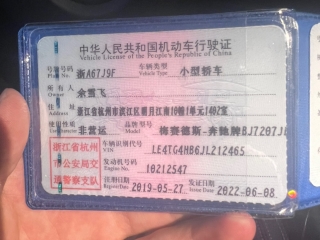 中华人民共和国机动车行驶证
Vehicle License of the People's Republic of China
号牌号码 浙A67J9F 车辆类型 小型轿车
Plate No. Vehicle Type
所有人 余雪飞
Owner
住址 浙江省杭州市滨江区明月江南10幢1单元1402室
使用性质 非营运 品牌型号 梅赛德斯-奔驰牌BJ7207J
浙江省杭州 车辆识别代号 LE4TG4HB6JL212465
VIN
市公安局交 发动机号码 10212547
Engine No.
通警察支队 注册日期 2019-05-27 发证日期 2022-06-08
Register Date Issue Date